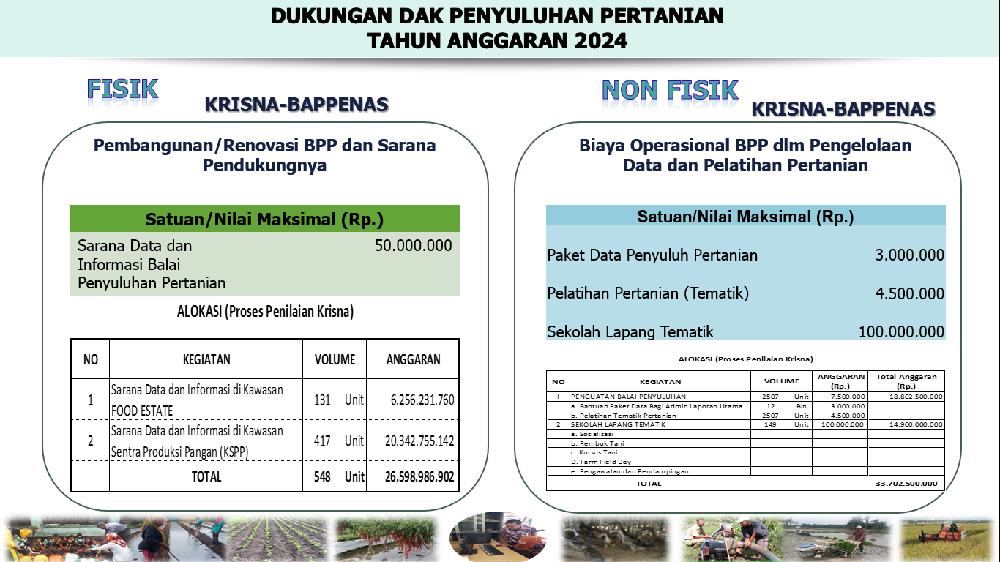 DUKUNGAN DAK PENYULUHAN PERTANIAN
TAHUN ANGGARAN 2024
FISIK
KRISNA-BAPPENAS
Pembangunan/Renovasi BPP dan Sarana
Pendukungnya
Satuan/Nilai Maksimal (Rp.)
Sarana Data dan 50.000.000
Informasi Balai
Penyuluhan Pertanian
ALOKASI (Proses Penilaian Krisna)
NO KEGIATAN VOLUME ANGGARAN
1 Sarana Data dan Informasi di Kawasan 131 Unit 6.256.231.760
FOOD ESTATE
2 Sarana Data dan Informasi di Kawasan 417 Unit 20.342.755.142
Sentra Produksi Pangan (KSPP)
TOTAL 548 Unit 26.598.986.902
NON FISIK
KRISNA-BAPPENAS
Biaya Operasional BPP dlm Pengelolaan
Data dan Pelatihan Pertanian
Satuan/Nilai Maksimal (Rp.)
Paket Data Penyuluh Pertanian 3.000.000
Pelatihan Pertanian (Tematik) 4.500.000
Sekolah Lapang Tematik 100.000.000
ALOKASI (Proses Penilaian Krisna)
NO KEGIATAN VOLUME ANGGARAN (Rp.) Total Anggaran (Rp.)
I PENGUATAN BALAI PENYULUHAN 2507 Unit 7.500.000 18.802.500.000
a. Bantuan Paket Data Bagi Admin Laporan Utama 12 Bln 3.000.000
b. Pelatihan Tematik Pertanian 2507 Unit 4.500.000
2 SEKOLAH LAPANG TEMATIK 149 Unit 100.000.000 14.900.000.000
a. Sosialisasi
b. Rembuk Tani
c. Kursus Tani
D. Farm Field Day
e. Pengawalan dan Pendampingan
TOTAL 33.702.500.000